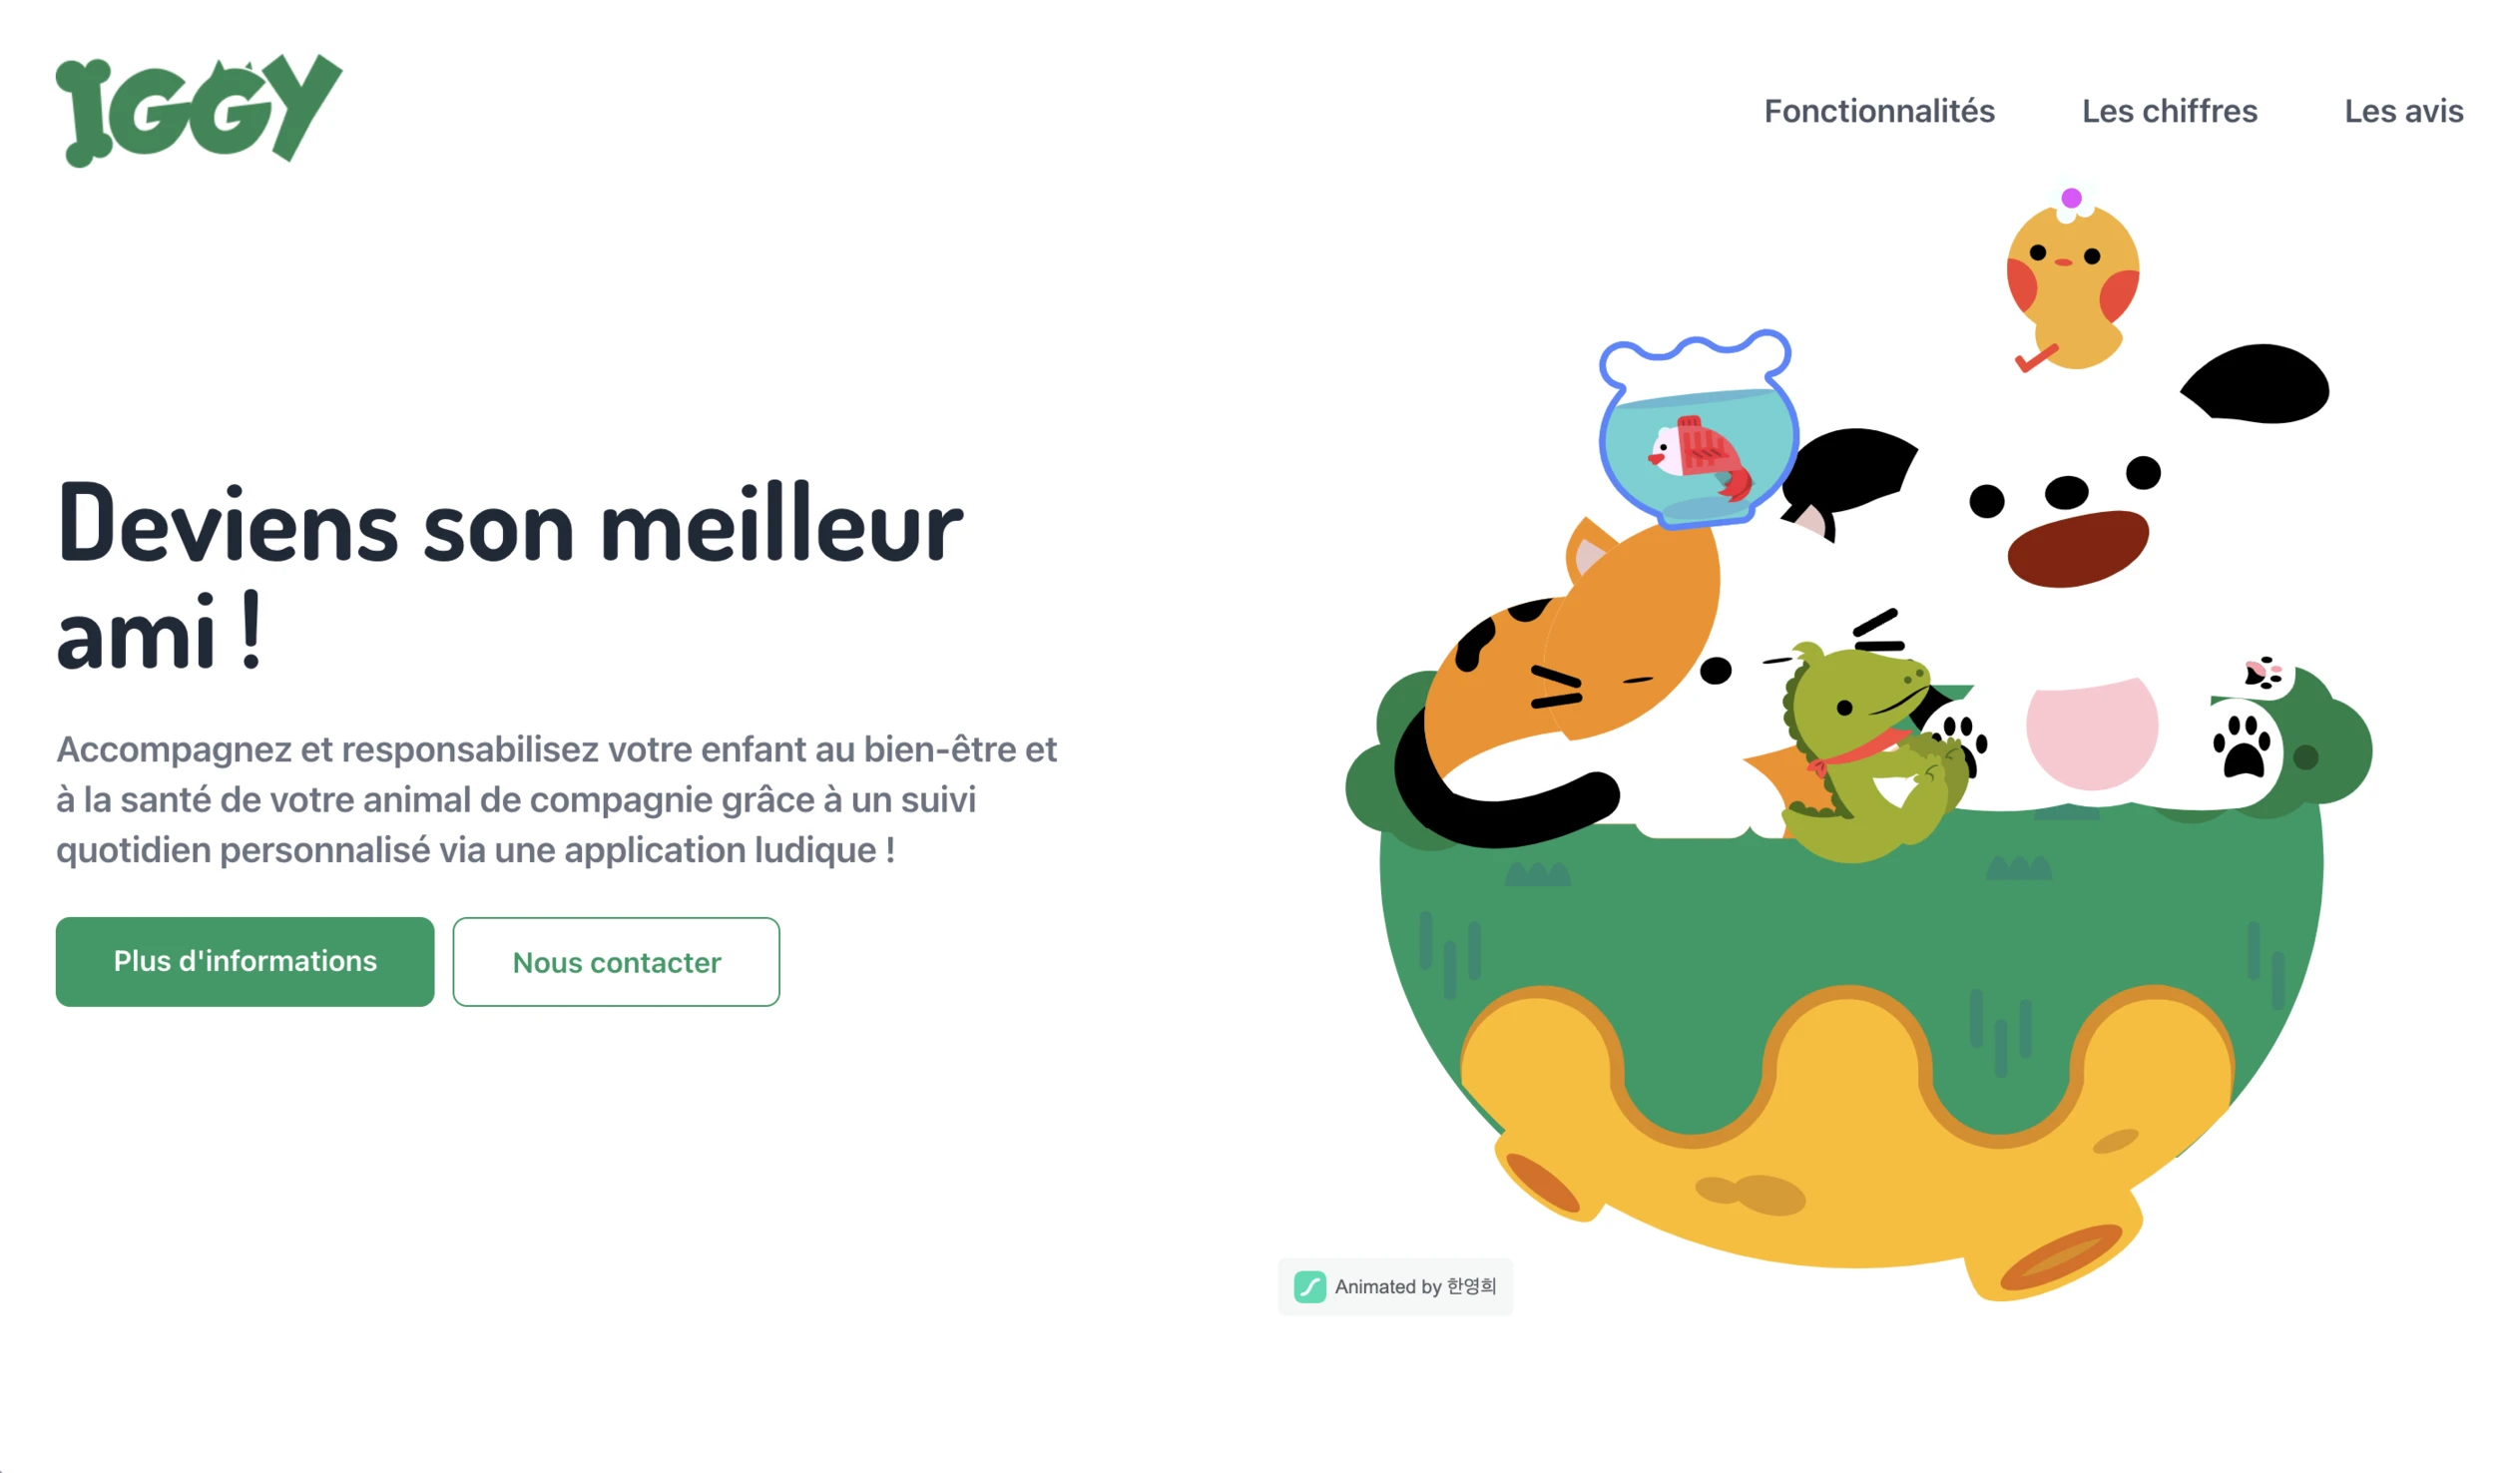 IGGY
Fonctionnalités
Les chiffres
Les avis
Deviens son meilleur
ami !
Accompagnez et responsabilisez votre enfant au bien-être et
à la santé de votre animal de compagnie grâce à un suivi
quotidien personnalisé via une application ludique !
Plus d'informations
Nous contacter
Animated by 한영희